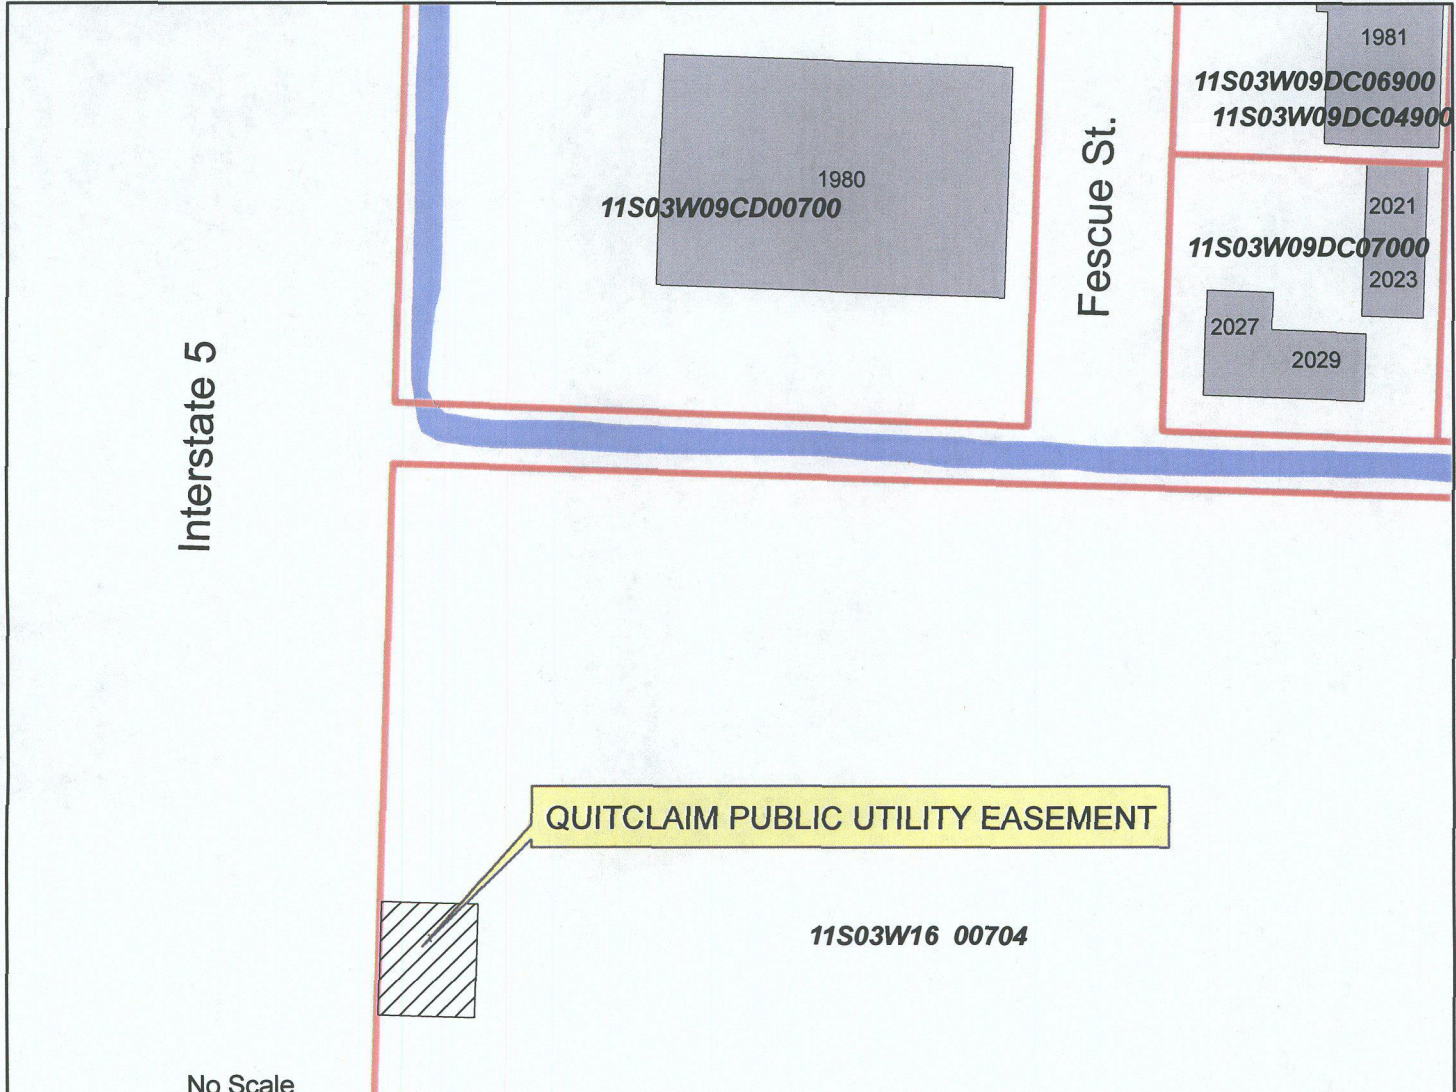 1981
11S03W09DC06900
11S03W09DC04900
1980
11S03W09CD00700
Fescue St.
2021
11S03W09DC07000
2023
2027
2029
Interstate 5
QUITCLAIM PUBLIC UTILITY EASEMENT
11S03W16 00704
No Scale